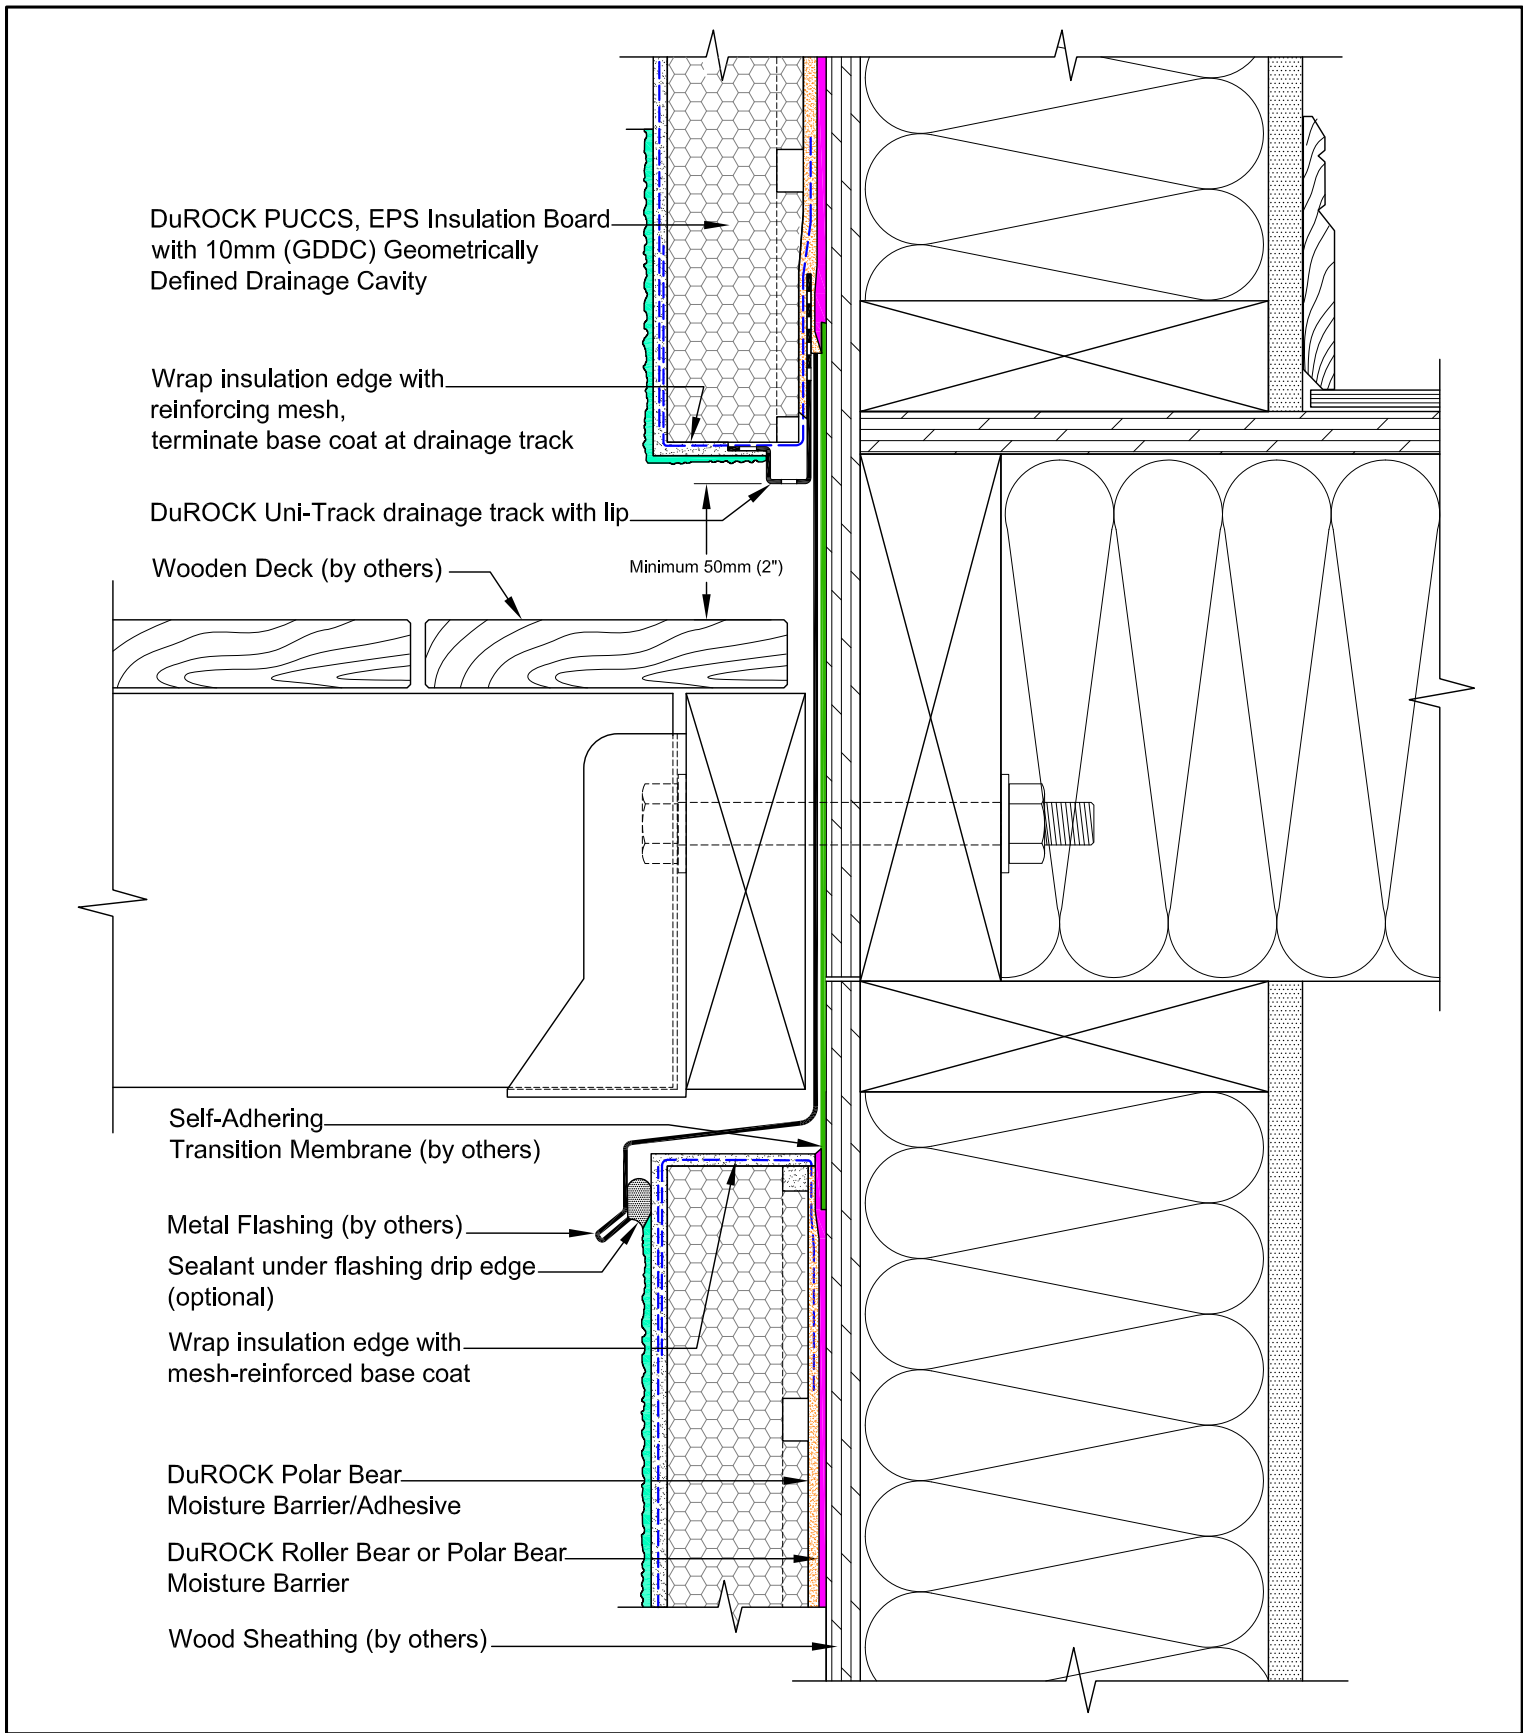 DuROCK PUCCS, EPS Insulation Board
with 10mm (GDDC) Geometrically
Defined Drainage Cavity
Wrap insulation edge with
reinforcing mesh,
terminate base coat at drainage track
DuROCK Uni-Track drainage track with lip
Wooden Deck (by others)
Minimum 50mm (2")
Self-Adhering
Transition Membrane (by others)
Metal Flashing (by others)
Sealant under flashing drip edge
(optional)
Wrap insulation edge with
mesh-reinforced base coat
DuROCK Polar Bear
Moisture Barrier/Adhesive
DuROCK Roller Bear or Polar Bear
Moisture Barrier
Wood Sheathing (by others)